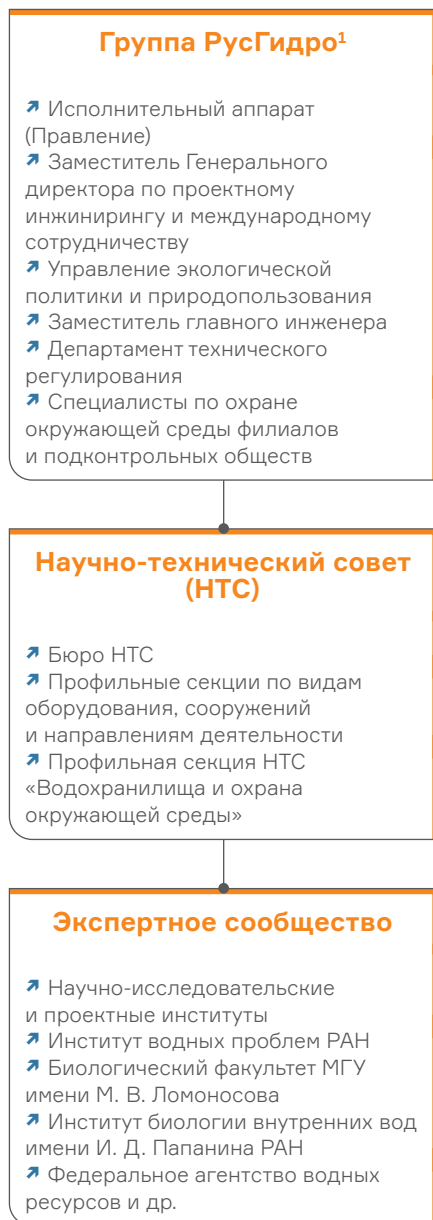 Группа РусГидро¹
↗ Исполнительный аппарат
(Правление)
↗ Заместитель Генерального
директора по проектному
инжинирингу и международному
сотрудничеству
↗ Управление экологической
политики и природопользования
↗ Заместитель главного инженера
↗ Департамент технического
регулирования
↗ Специалисты по охране
окружающей среды филиалов
и подконтрольных обществ
Научно-технический совет
(НТС)
↗ Бюро НТС
↗ Профильные секции по видам
оборудования, сооружений
и направлениям деятельности
↗ Профильная секция НТС
«Водохранилища и охрана
окружающей среды»
Экспертное сообщество
↗ Научно-исследовательские
и проектные институты
↗ Институт водных проблем РАН
↗ Биологический факультет МГУ
имени М. В. Ломоносова
↗ Институт биологии внутренних вод
имени И. Д. Папанина РАН
↗ Федеральное агентство водных
ресурсов и др.